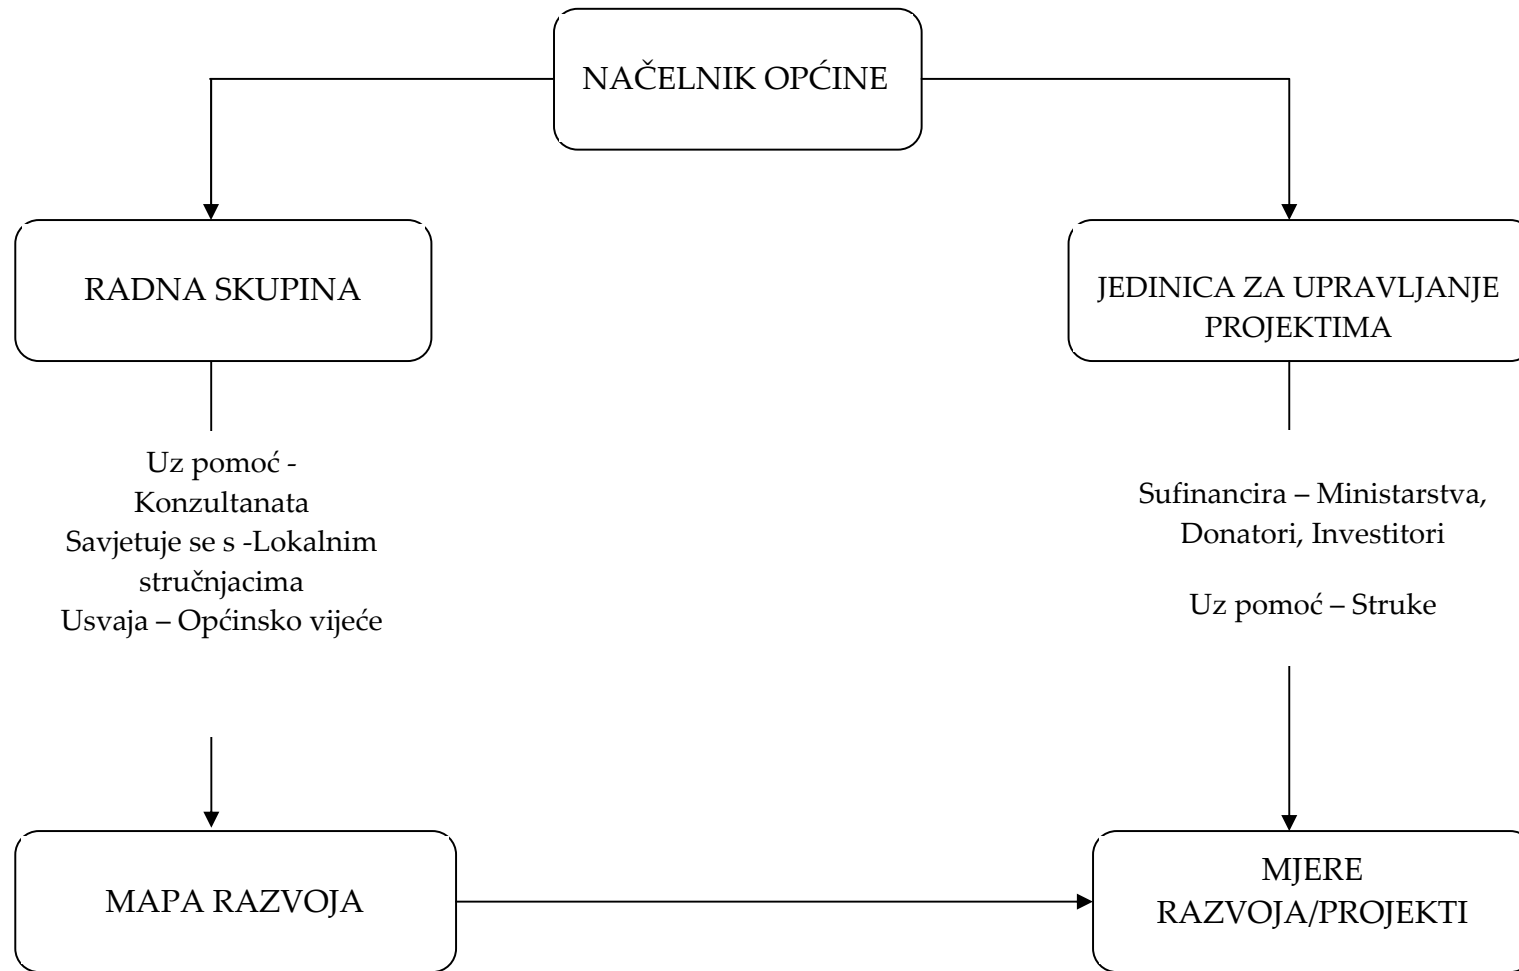 NAČELNIK OPĆINE
RADNA SKUPINA
JEDINICA ZA UPRAVLJANJE
PROJEKTIMA
Uz pomoć -
Konzultanata
Savjetuje se s -Lokalnim
stručnjacima
Usvaja – Općinsko vijeće
Sufinancira – Ministarstva,
Donatori, Investitori
Uz pomoć – Struke
MAPA RAZVOJA
MJERE
RAZVOJA/PROJEKTI